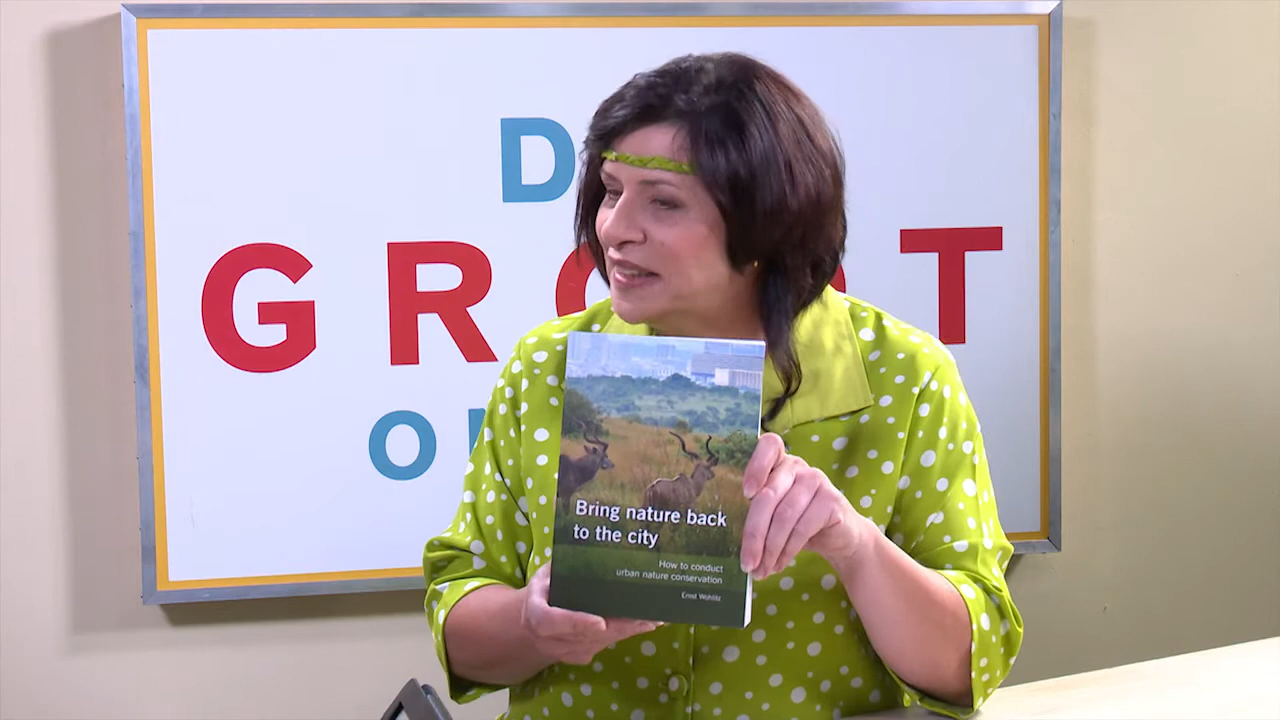 D
GRO T
O
Bring nature back
to the city
How to conduct
urban nature conservation
Ernst Wohlitz